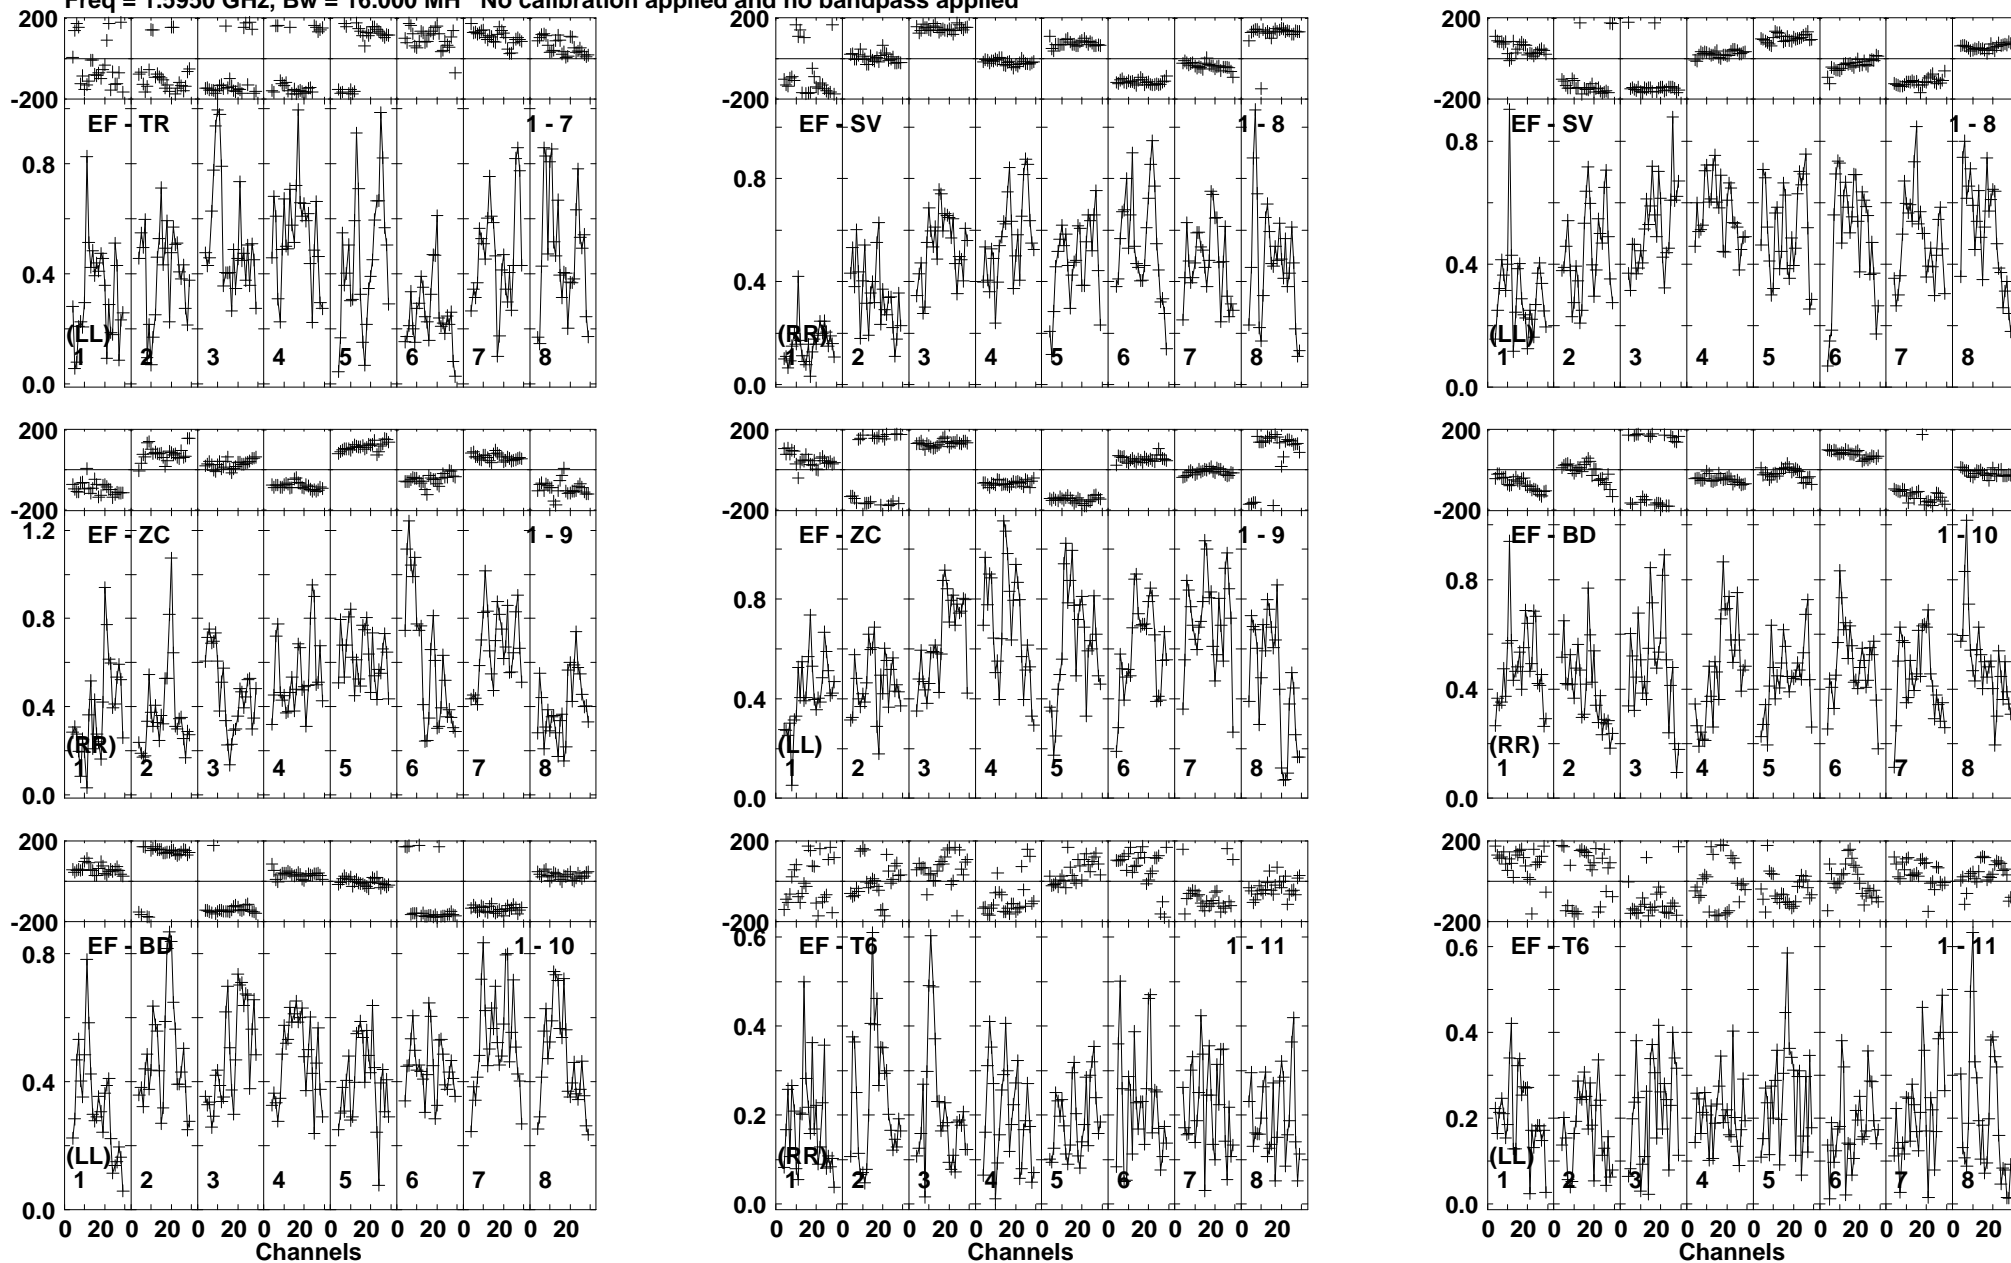 Freq = 1.5950 GHz, Bw = 16.000 MH No calibration applied and no bandpass applied
200 200 200
-200 -200 -200
EF - TR 1 - 7 EF - SV 1 - 8 EF - SV 1 - 8
0.8 0.8 0.8
0.4 0.4 0.4
(LL) (RR) (LL)
1 2 3 4 5 6 7 8 1 2 3 4 5 6 7 8 1 2 3 4 5 6 7 8
0.0 0.0 0.0
200 200 200
-200 -200 -200
EF - ZC 1 - 9 EF - ZC 1 - 9 EF - BD 1 - 10
1.2
0.8 0.8 0.8
0.4 0.4 0.4
(RR) (LL) (RR)
1 2 3 4 5 6 7 8 1 2 3 4 5 6 7 8 1 2 3 4 5 6 7 8
0.0 0.0 0.0
200 200 200
-200 -200 -200
EF - BD 1 - 10 EF - T6 1 - 11 EF - T6 1 - 11
0.8 0.6 0.6
0.4 0.4 0.4
0.2 0.2
(LL) (RR) (LL)
1 2 3 4 5 6 7 8 1 2 3 4 5 6 7 8 1 2 3 4 5 6 7 8
0.0 0.0 0.0
0 20 0 20 0 20 0 20 0 20 0 20 0 20 0 20 0 20 0 20 0 20 0 20 0 20 0 20 0 20 0 20 0 20 0 20 0 20 0 20 0 20 0 20 0 20 0 20
Channels Channels Channels